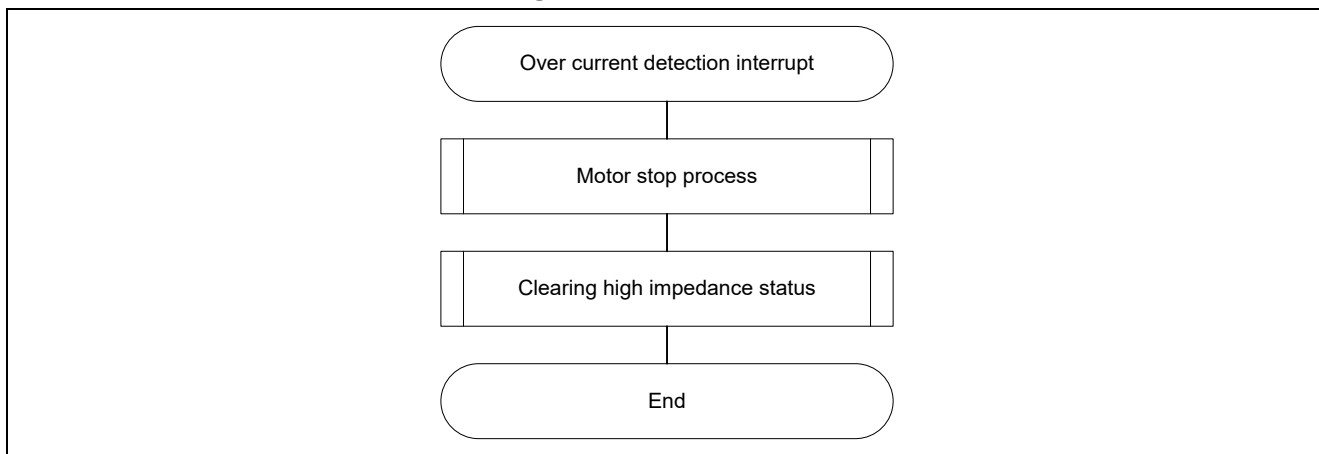 Over current detection interrupt
Motor stop process
Clearing high impedance status
End